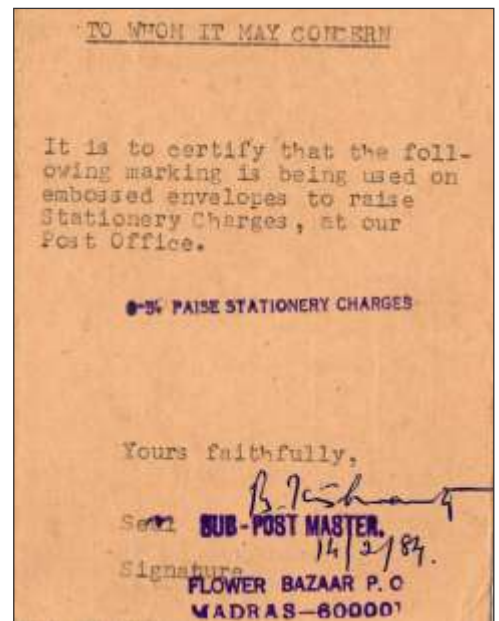 TO WHOM IT MAY CONCERN
It is to certify that the foll-
owing marking is being used on
embossed envelopes to raise
Stationery Charges, at our
Post Office.
PAISE STATIONERY CHARGES
Yours faithfully,
Seal SUB-POST MASTER.
14/2/84.
Signature
FLOWER BAZAAR P. O
MADRAS-600001